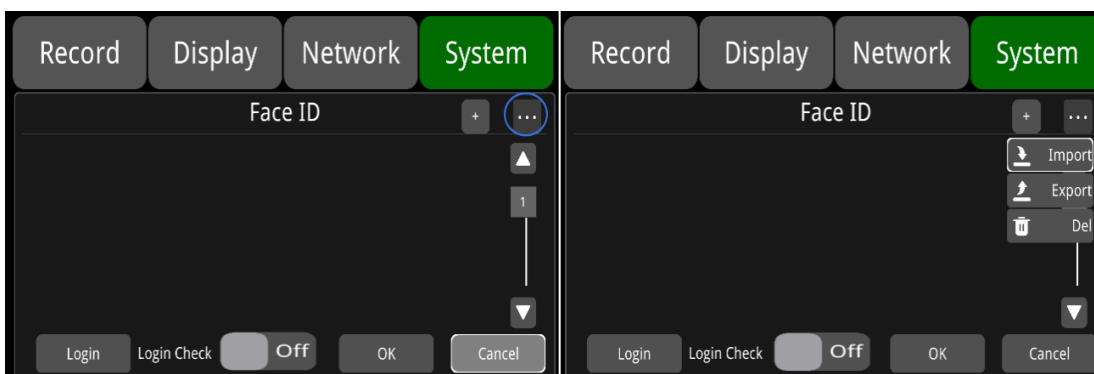 Record Display Network System
Face ID + ...
1
Login Login Check Off OK Cancel
Record Display Network System
Face ID + ...
Import
Export
Del
Login Login Check Off OK Cancel